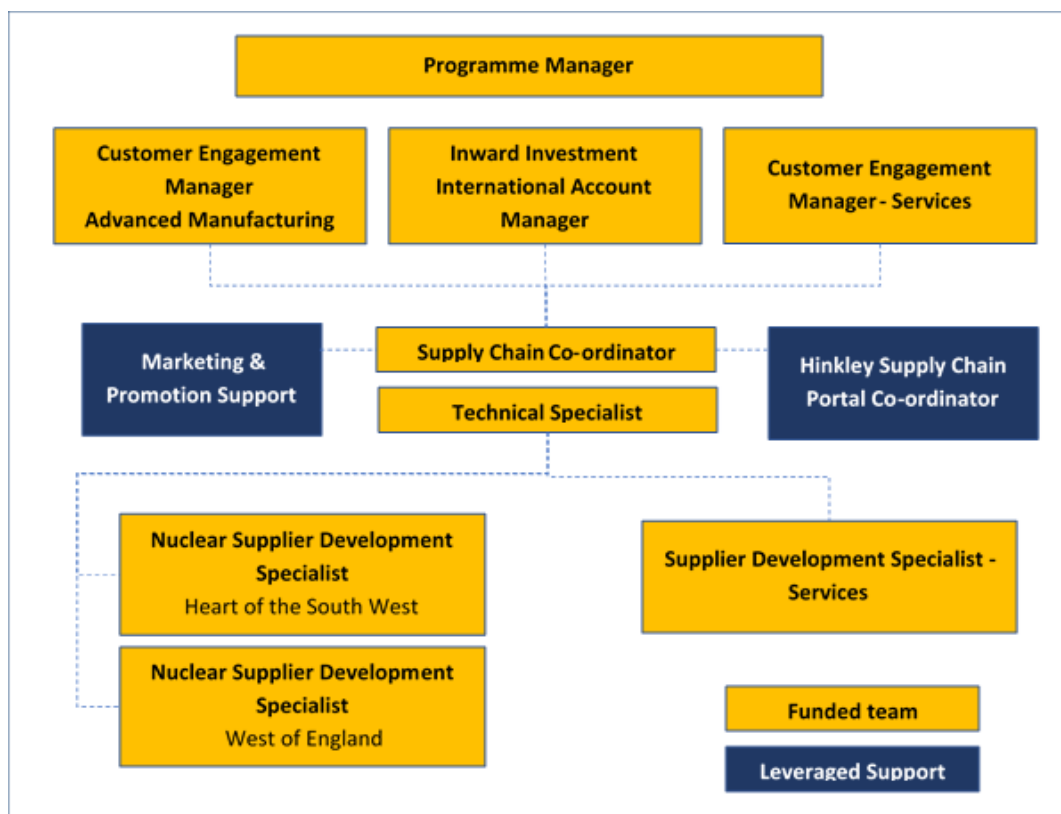 Programme Manager
Customer Engagement
Manager
Advanced Manufacturing
Inward Investment
International Account
Manager
Customer Engagement
Manager - Services
Marketing &
Promotion Support
Supply Chain Co-ordinator
Technical Specialist
Hinkley Supply Chain
Portal Co-ordinator
Nuclear Supplier Development
Specialist
Heart of the South West
Supplier Development Specialist -
Services
Nuclear Supplier Development
Specialist
West of England
Funded team
Leveraged Support